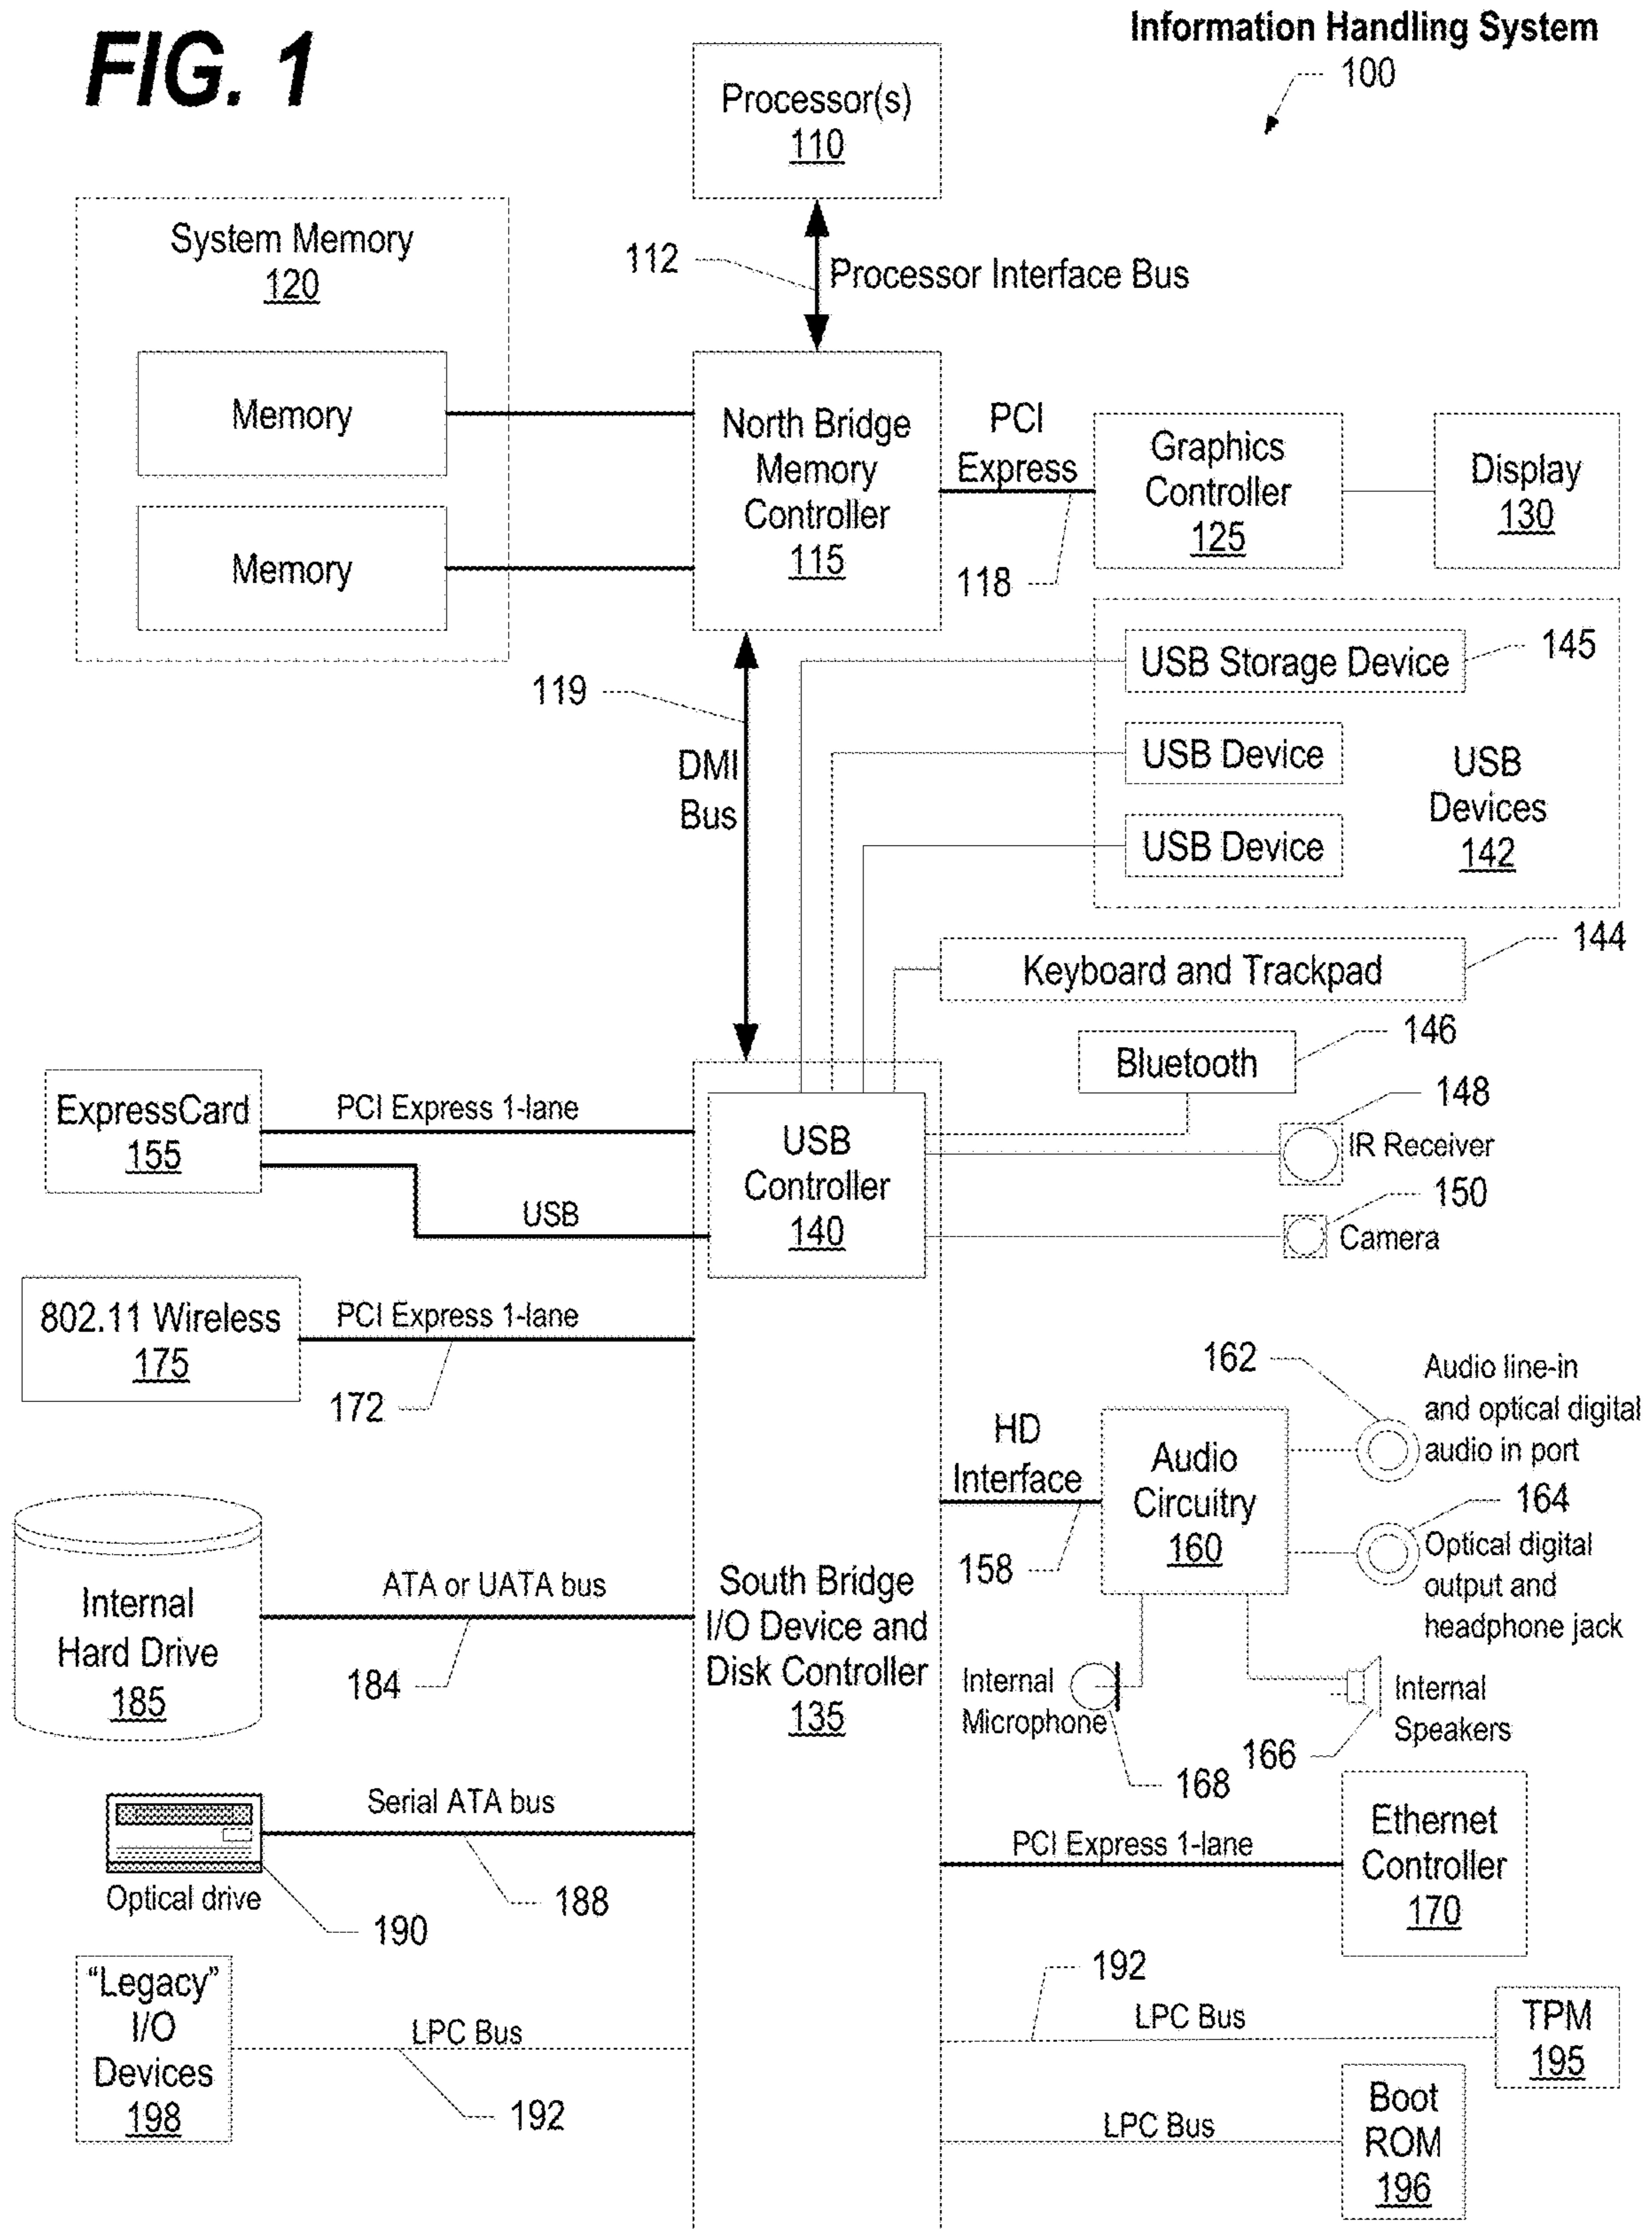 FIG. 1
Information Handling System
100
Processor(s)
110
System Memory
120
112
Processor Interface Bus
Memory
Memory
North Bridge
Memory
Controller
115
PCI
Express
118
Graphics
Controller
125
Display
130
119
DMI
Bus
USB Storage Device
145
USB Device
USB Device
USB
Devices
142
Keyboard and Trackpad
144
Bluetooth
146
148
IR Receiver
150
Camera
ExpressCard
155
PCI Express 1-lane
USB
USB
Controller
140
802.11 Wireless
175
PCI Express 1-lane
172
162
Audio line-in
and optical digital
audio in port
HD
Interface
158
Audio
Circuitry
160
164
Optical digital
output and
headphone jack
Internal
Hard Drive
185
ATA or UATA bus
184
South Bridge
I/O Device and
Disk Controller
135
Internal
Microphone
168
166
Internal
Speakers
Optical drive
190
Serial ATA bus
188
PCI Express 1-lane
Ethernet
Controller
170
“Legacy”
I/O
Devices
198
LPC Bus
192
192
LPC Bus
TPM
195
LPC Bus
Boot
ROM
196